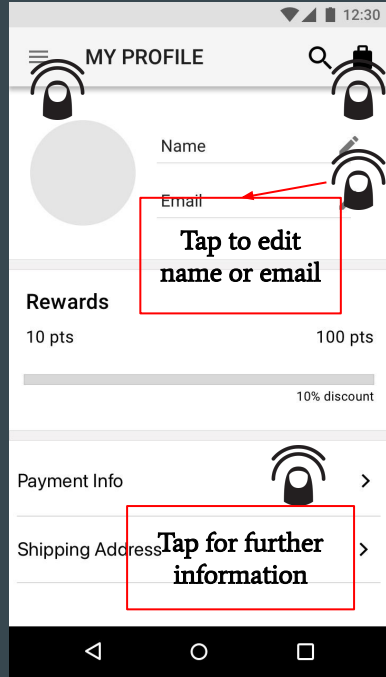 12:30
MY PROFILE
Name
Email
Tap to edit
name or email
Rewards
10 pts 100 pts
10% discount
Payment Info
Shipping Address
Tap for further
information